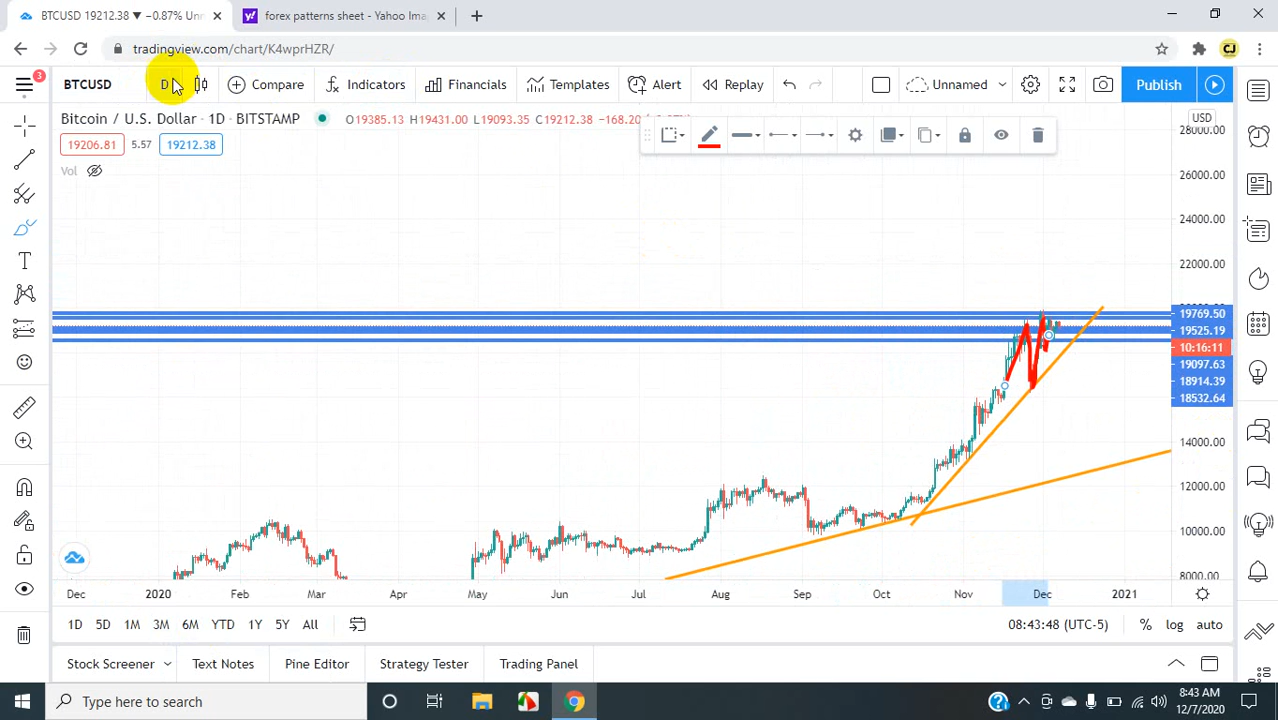 BTCUSD 19212.38 ▼ −0.87% Unn
forex patterns sheet - Yahoo Ima
tradingview.com/chart/K4wprHZR/
3
BTCUSD
D
Compare
Indicators
Financials
Templates
Alert
Replay
Unnamed
Publish
CJ
Bitcoin / U.S. Dollar · 1D · BITSTAMP
O19385.13 H19431.00 L19093.35 C19212.38 −168.20
USD
19206.81 5.57 19212.38
Vol
28000.00
26000.00
24000.00
22000.00
19769.50
19525.19
10:16:11
19097.63
18914.39
18532.64
14000.00
12000.00
10000.00
8000.00
Dec 2020 Feb Mar Apr May Jun Jul Aug Sep Oct Nov Dec 2021
1D 5D 1M 3M 6M YTD 1Y 5Y All
08:43:48 (UTC-5) % log auto
Stock Screener Text Notes Pine Editor Strategy Tester Trading Panel
Type here to search
8:43 AM
12/7/2020